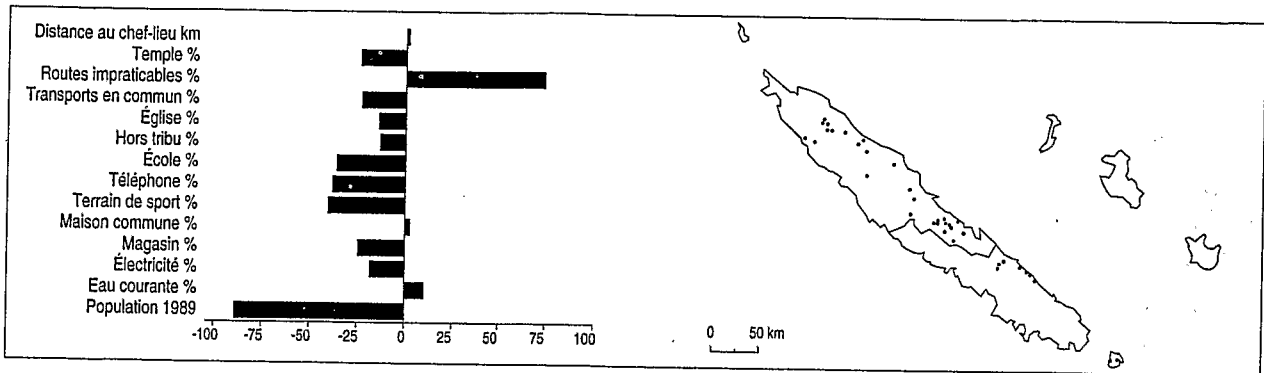 Distance au chef-lieu km
Temple %
Routes impraticables %
Transports en commun %
Église %
Hors tribu %
École %
Téléphone %
Terrain de sport %
Maison commune %
Magasin %
Électricité %
Eau courante %
Population 1989
-100 -75 -50 -25 0 25 50 75 100
0 50 km